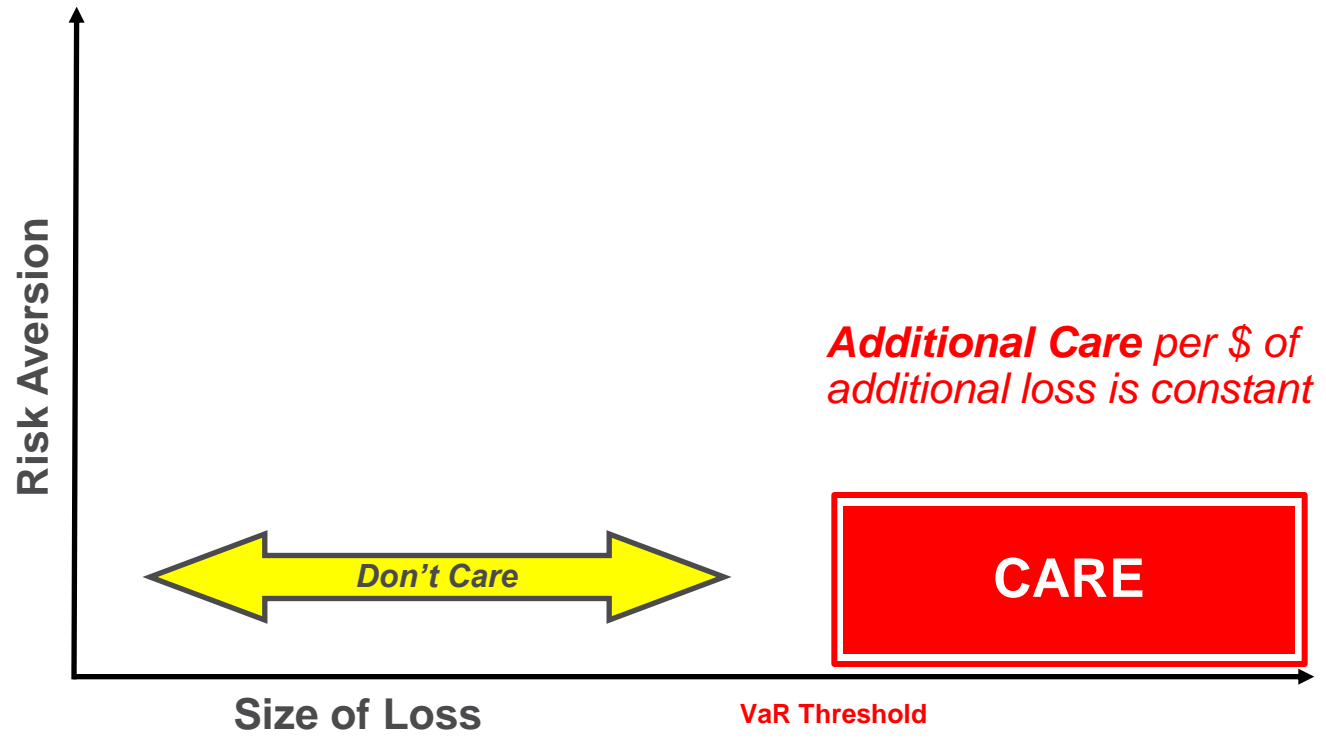 Risk Aversion
Additional Care per $ of
additional loss is constant
Don’t Care
CARE
Size of Loss
VaR Threshold